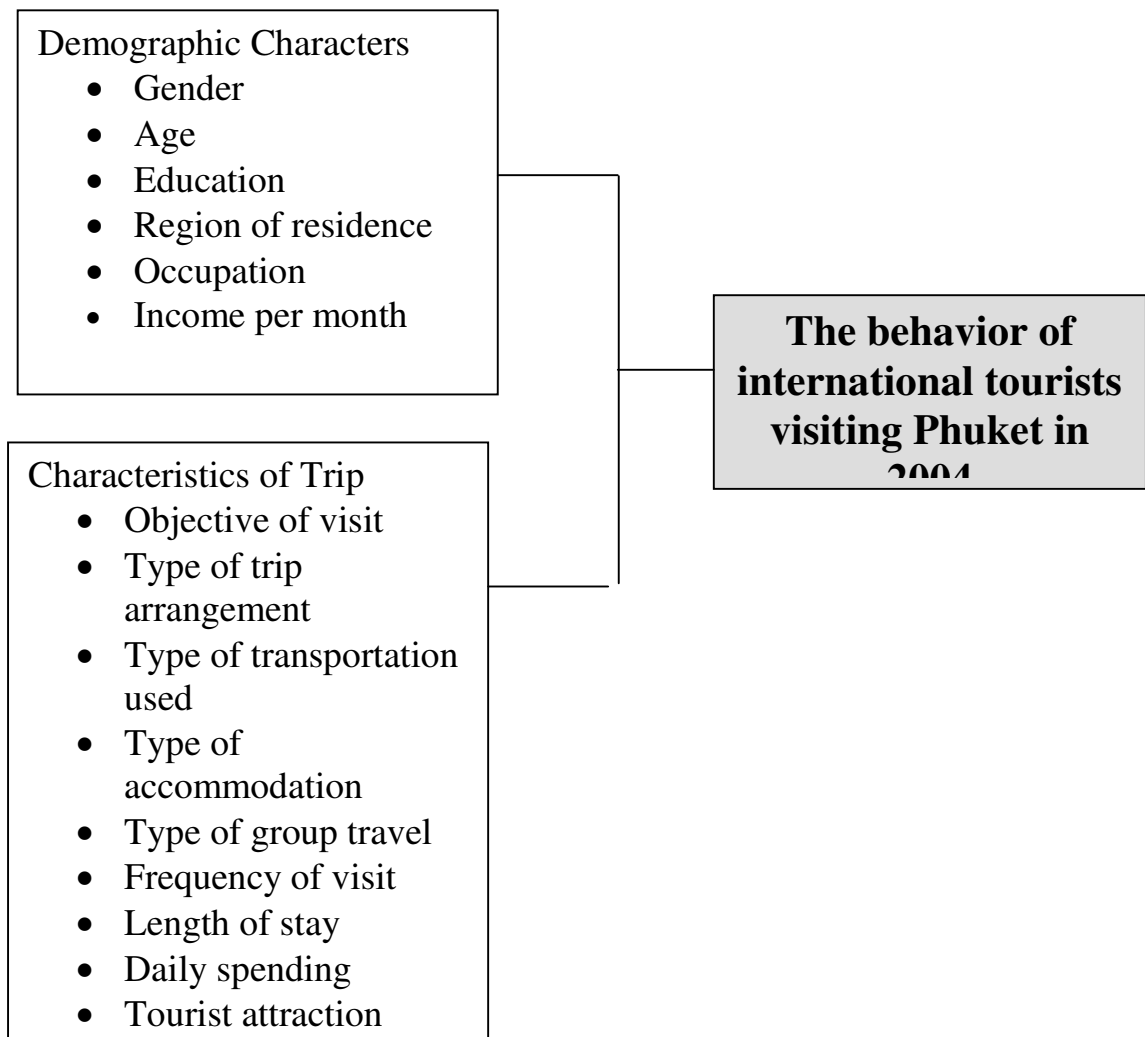 Demographic Characters
• Gender
• Age
• Education
• Region of residence
• Occupation
• Income per month
The behavior of
international tourists
visiting Phuket in
2004
Characteristics of Trip
• Objective of visit
• Type of trip
arrangement
• Type of transportation
used
• Type of
accommodation
• Type of group travel
• Frequency of visit
• Length of stay
• Daily spending
• Tourist attraction